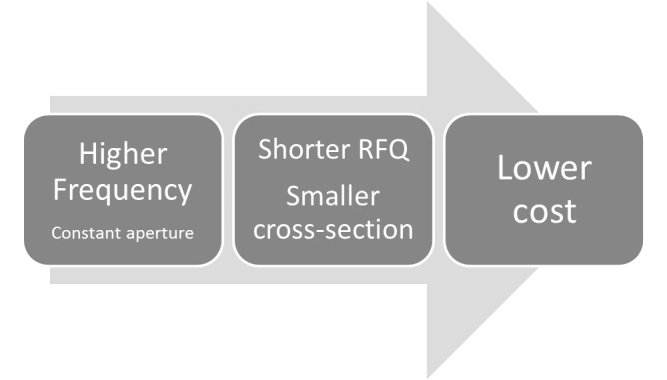 Higher
Frequency
Constant aperture
Shorter RFQ
Smaller
cross-section
Lower
cost